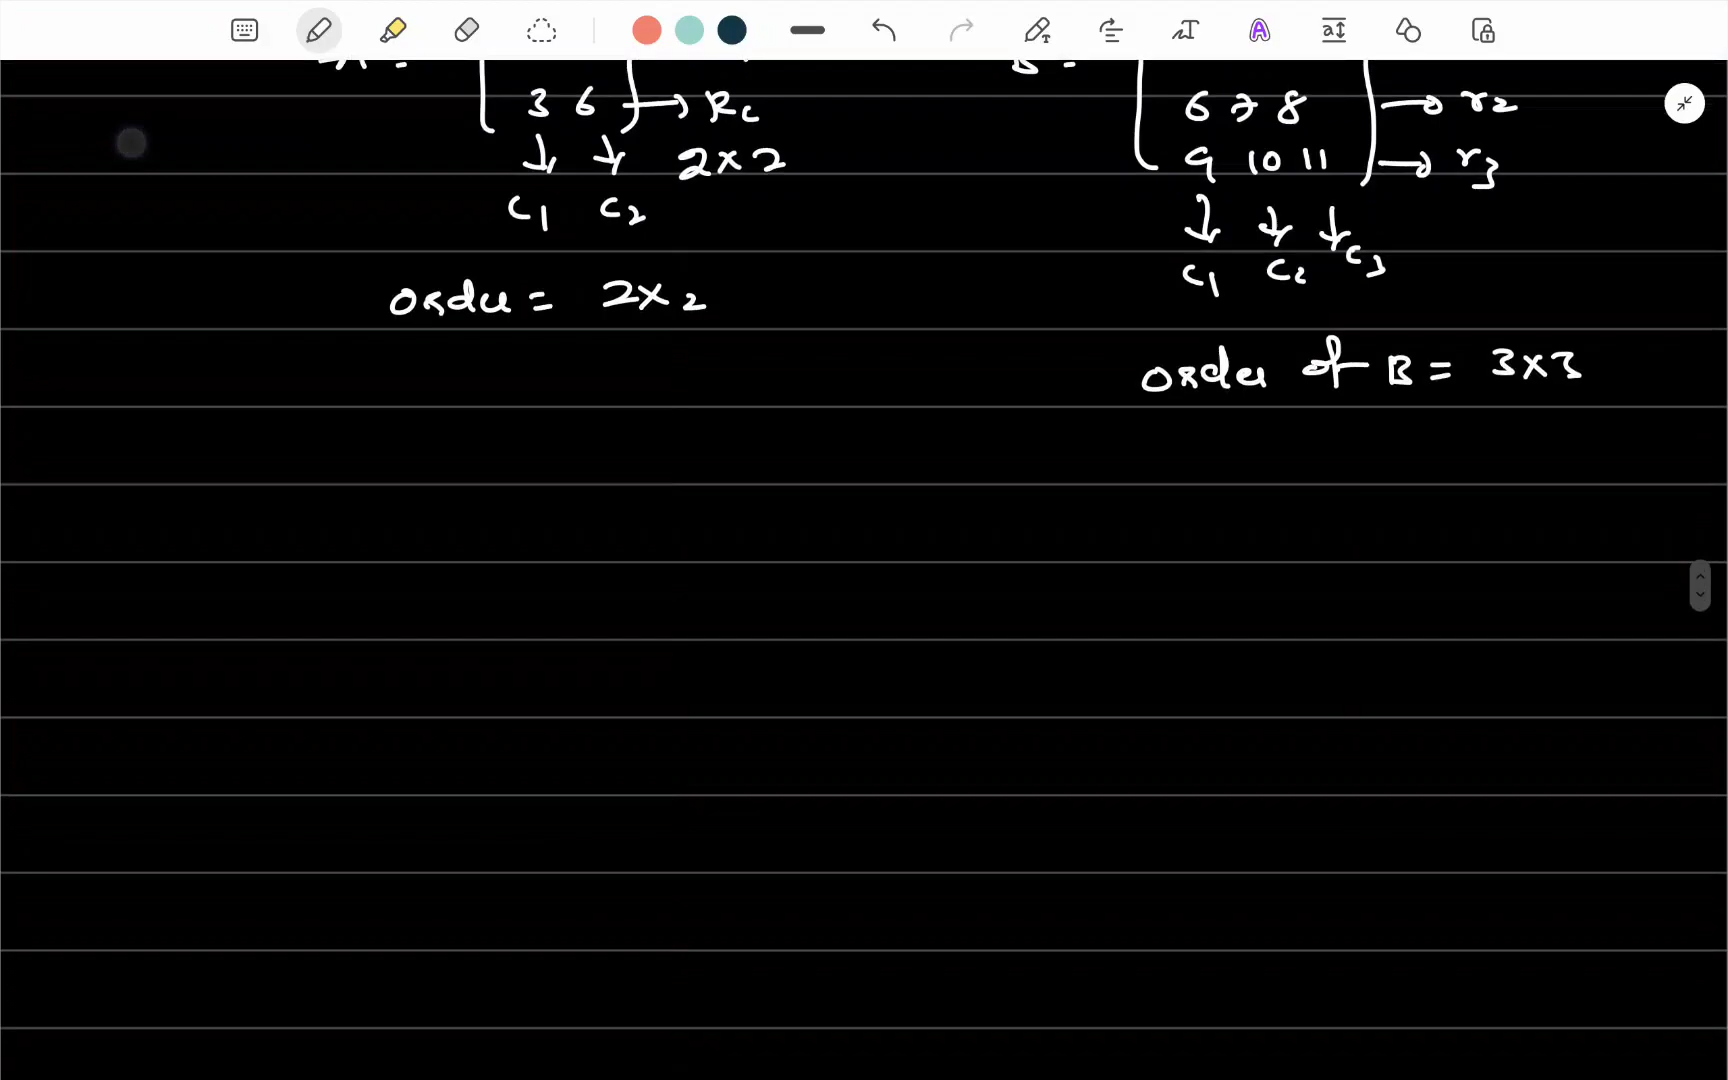 A =
3 6 → R2
2x2
C1 C2
order = 2x2
B =
6 7 8 → r2
9 10 11 → r3
C1 C2 C3
order of B = 3x3